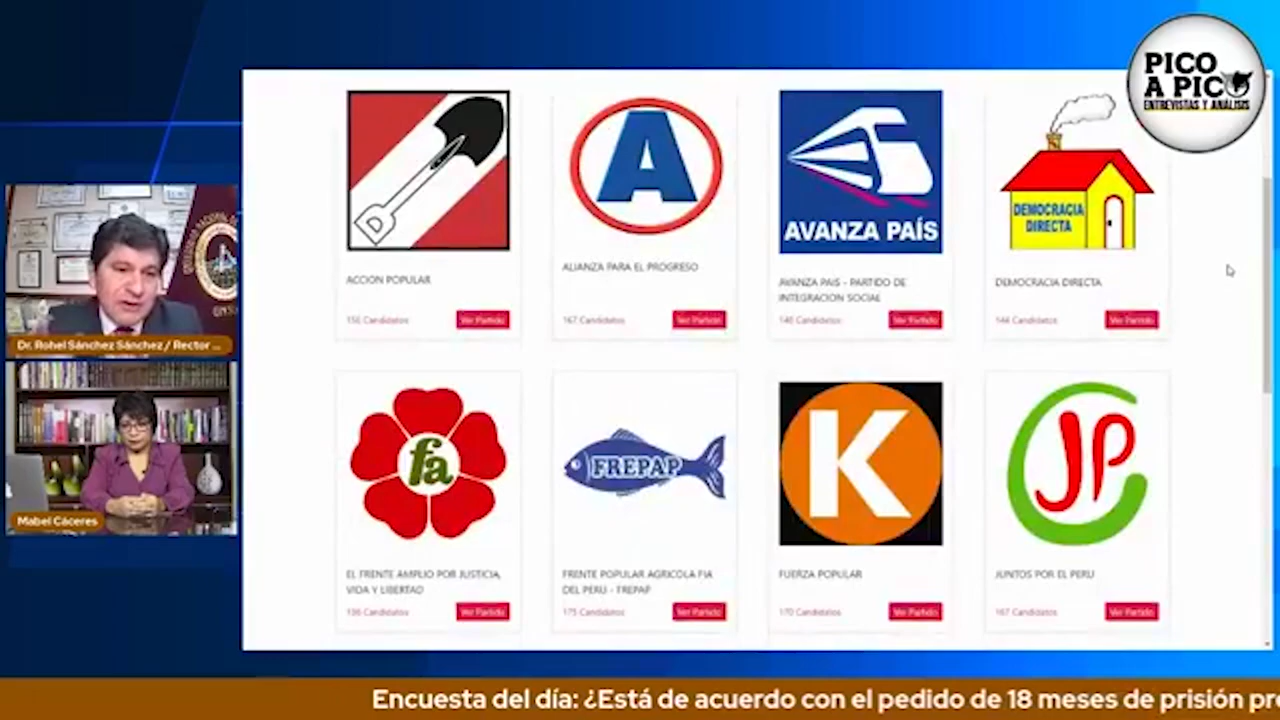 PICO
A PICO
ENTREVISTAS Y ANÁLISIS
A
AVANZA PAÍS
DEMOCRACIA
DIRECTA
ACCION POPULAR
ALIANZA PARA EL PROGRESO
AVANZA PAIS - PARTIDO DE
INTEGRACION SOCIAL
DEMOCRACIA DIRECTA
156 Candidatos
Ver Partido
167 Candidatos
Ver Partido
148 Candidatos
Ver Partido
144 Candidatos
Ver Partido
Dr. Rohel Sánchez Sánchez / Rector ...
fa
FREPAP
K
JP
Mabel Cáceres
EL FRENTE AMPLIO POR JUSTICIA,
VIDA Y LIBERTAD
FRENTE POPULAR AGRICOLA FIA
DEL PERU - FREPAP
FUERZA POPULAR
JUNTOS POR EL PERU
Candidatos
Ver Partido
175 Candidatos
Ver Partido
170 Candidatos
Ver Partido
167 Candidatos
Ver Partido
Encuesta del día: ¿Está de acuerdo con el pedido de 18 meses de prisión pr